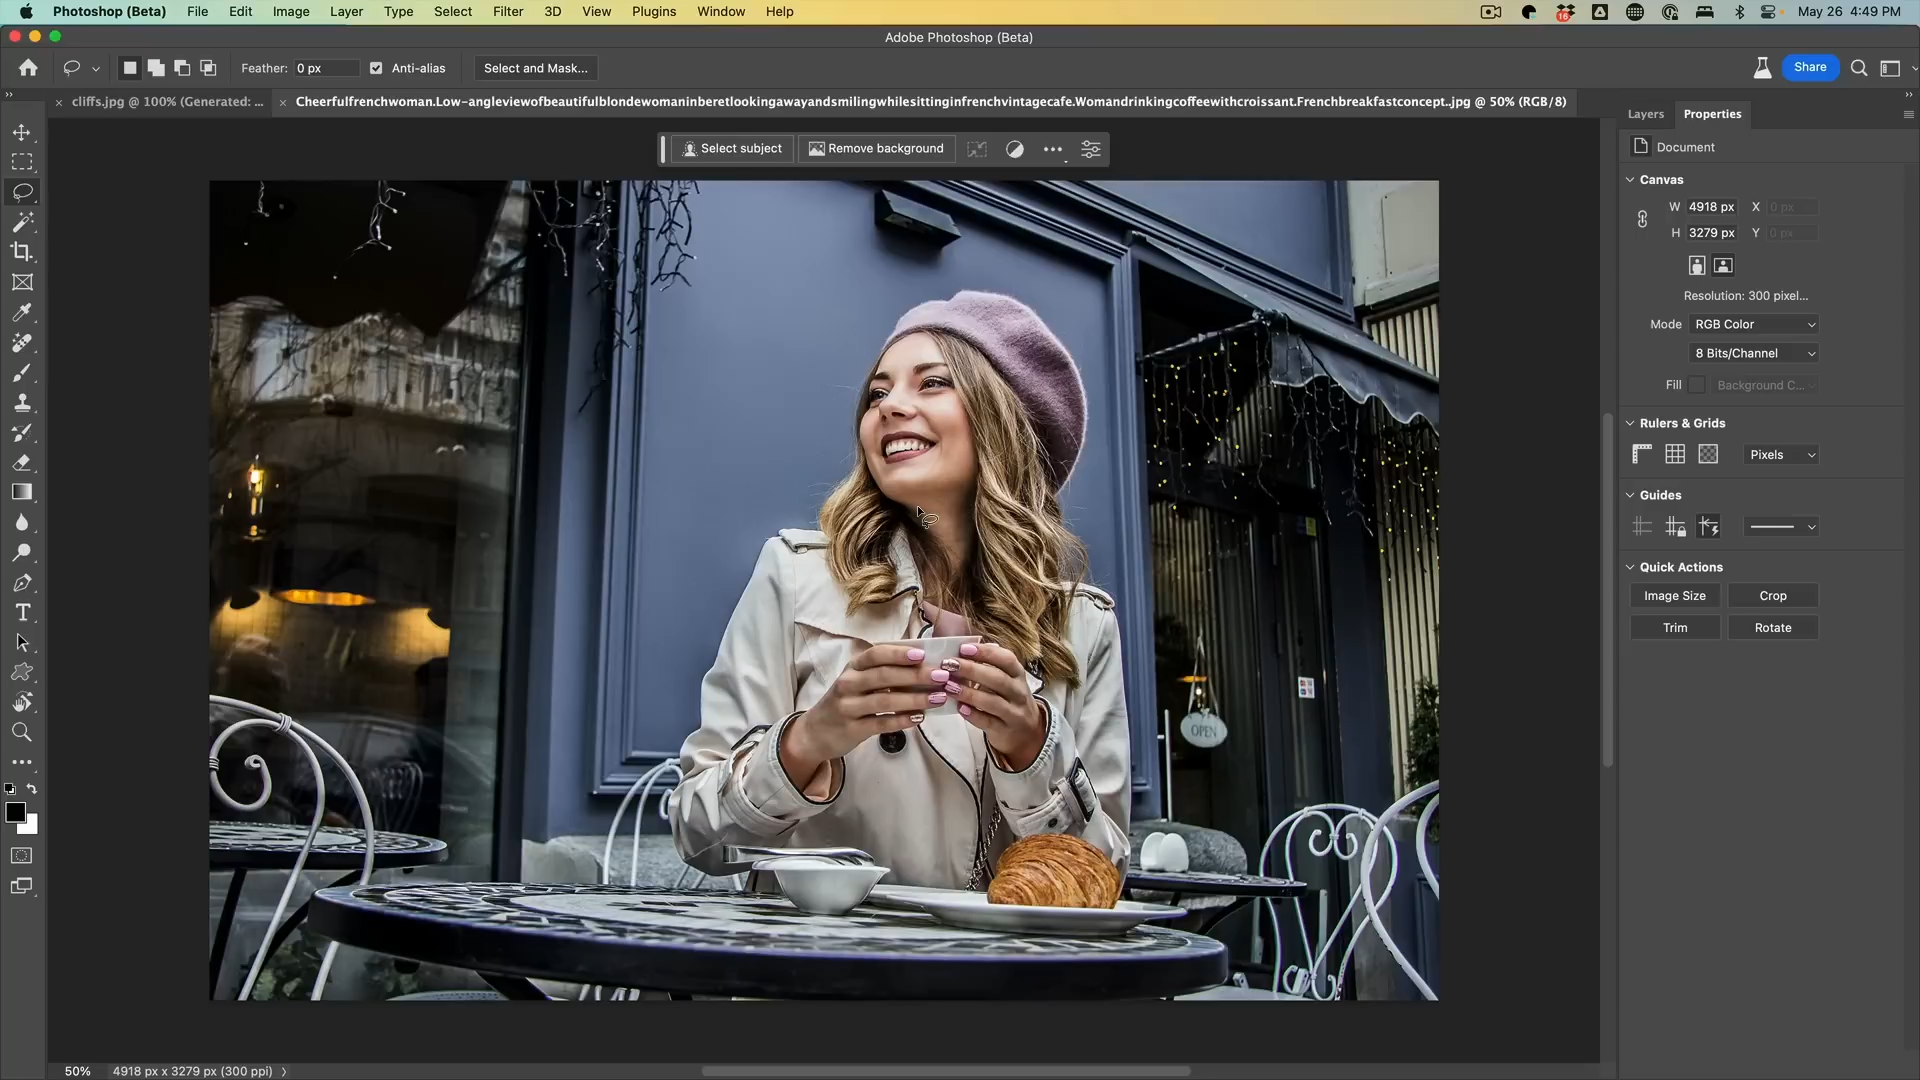 Photoshop (Beta) File Edit Image Layer Type Select Filter 3D View Plugins Window Help 16 May 26 4:49 PM
Adobe Photoshop (Beta)
Feather: 0 px Anti-alias Select and Mask... Share
cliffs.jpg @ 100% (Generated: ... Cheerfulfrenchwoman.Low-angleviewofbeautifulblondewomaninberetlookingawayandsmilingwhilesittinginfrenchvintagecafe.Womandrinkingcoffeewithcroissant.Frenchbreakfastconcept..jpg @ 50% (RGB/8)
Layers Properties
Select subject Remove background
Document
Canvas
W 4918 px X 0 px
H 3279 px Y 0 px
Resolution: 300 pixel...
Mode RGB Color
8 Bits/Channel
Fill Background C...
Rulers & Grids
Pixels
Guides
Quick Actions
Image Size Crop
Trim Rotate
OPEN
50% 4918 px x 3279 px (300 ppi)